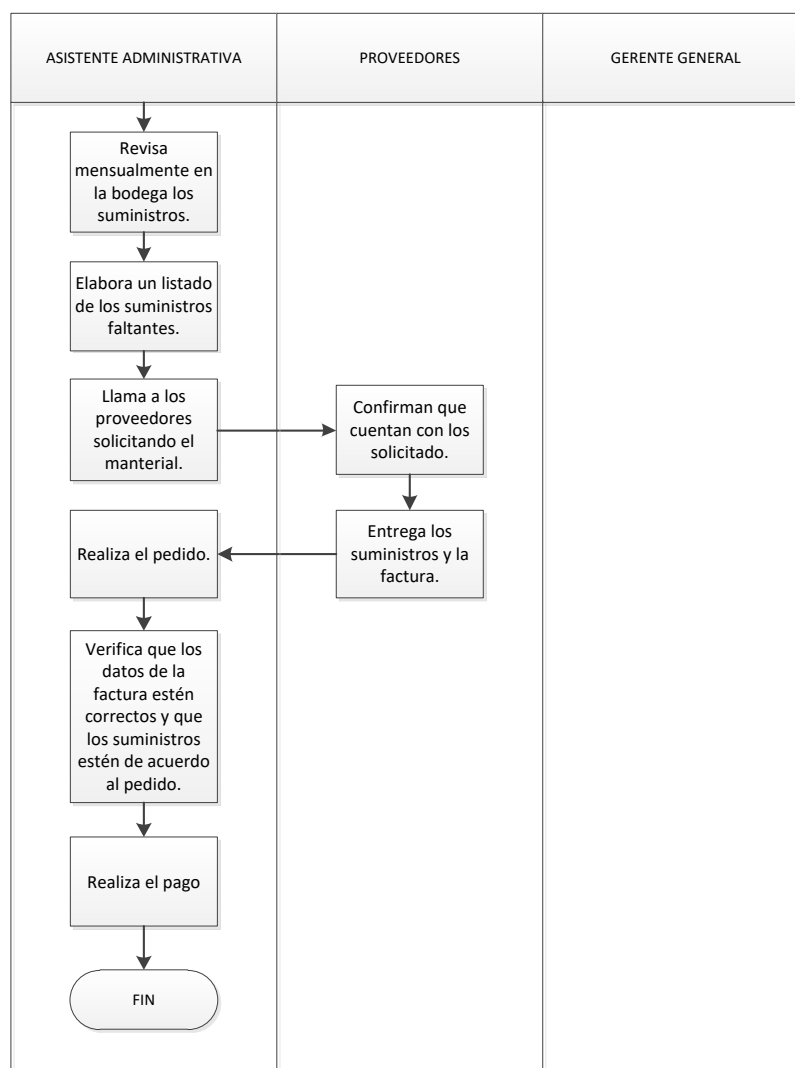 ASISTENTE ADMINISTRATIVA
PROVEEDORES
GERENTE GENERAL
Revisa
mensualmente en
la bodega los
suministros.
Elabora un listado
de los suministros
faltantes.
Llama a los
proveedores
solicitando el
manterial.
Confirman que
cuentan con los
solicitado.
Entrega los
suministros y la
factura.
Realiza el pedido.
Verifica que los
datos de la
factura estén
correctos y que
los suministros
estén de acuerdo
al pedido.
Realiza el pago
FIN